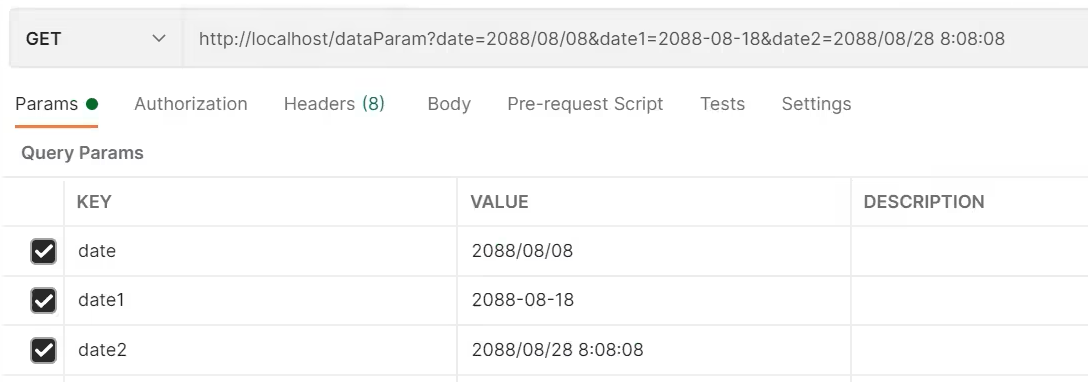 GET http://localhost/dataParam?date=2088/08/08&date1=2088-08-18&date2=2088/08/28 8:08:08
Params Authorization Headers (8) Body Pre-request Script Tests Settings
Query Params
KEY VALUE DESCRIPTION
date 2088/08/08
date1 2088-08-18
date2 2088/08/28 8:08:08